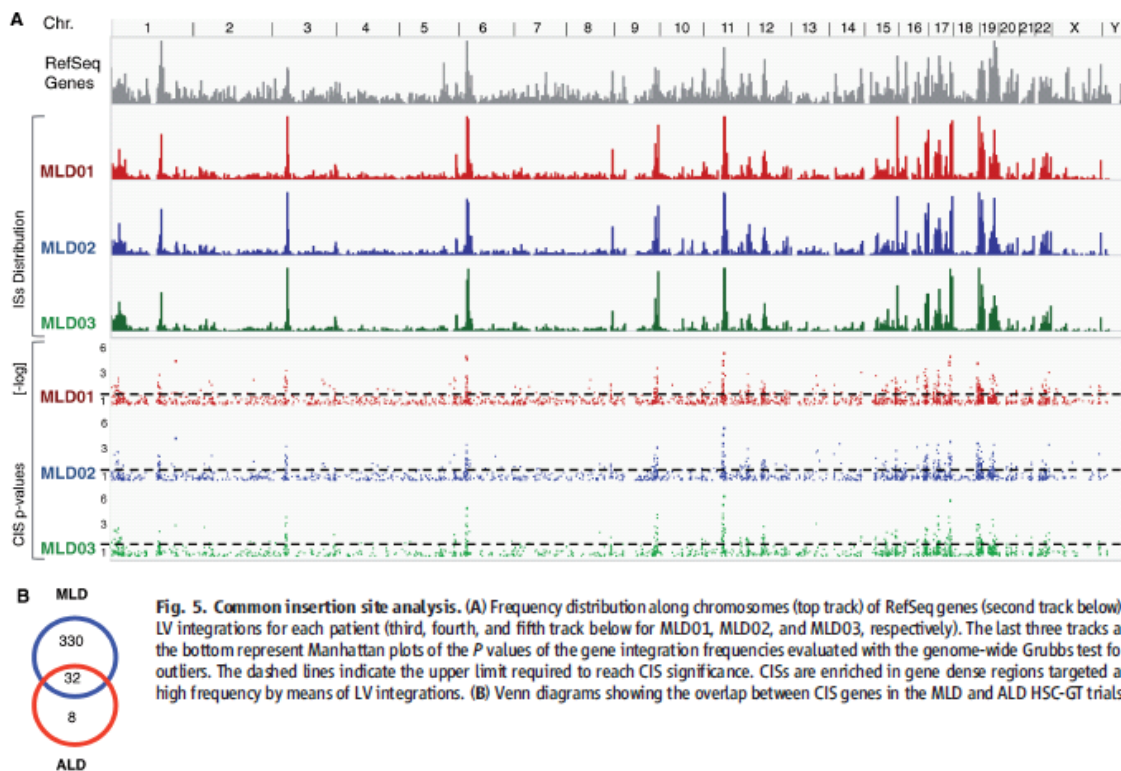 A
Chr. 1 2 3 4 5 6 7 8 9 10 11 12 13 14 15 16 17 18 19 20 21 22 X Y
RefSeq
Genes
ISs Distribution
MLD01
MLD02
MLD03
CIS p-values [-log]
6
3
MLD01 1
6
3
MLD02 1
6
3
MLD03 1
B
MLD
330
32
8
ALD
Fig. 5. Common insertion site analysis. (A) Frequency distribution along chromosomes (top track) of RefSeq genes (second track below)
LV integrations for each patient (third, fourth, and fifth track below for MLD01, MLD02, and MLD03, respectively). The last three tracks a
the bottom represent Manhattan plots of the P values of the gene integration frequencies evaluated with the genome-wide Grubbs test fo
outliers. The dashed lines indicate the upper limit required to reach CIS significance. CISs are enriched in gene dense regions targeted a
high frequency by means of LV integrations. (B) Venn diagrams showing the overlap between CIS genes in the MLD and ALD HSC-GT trials